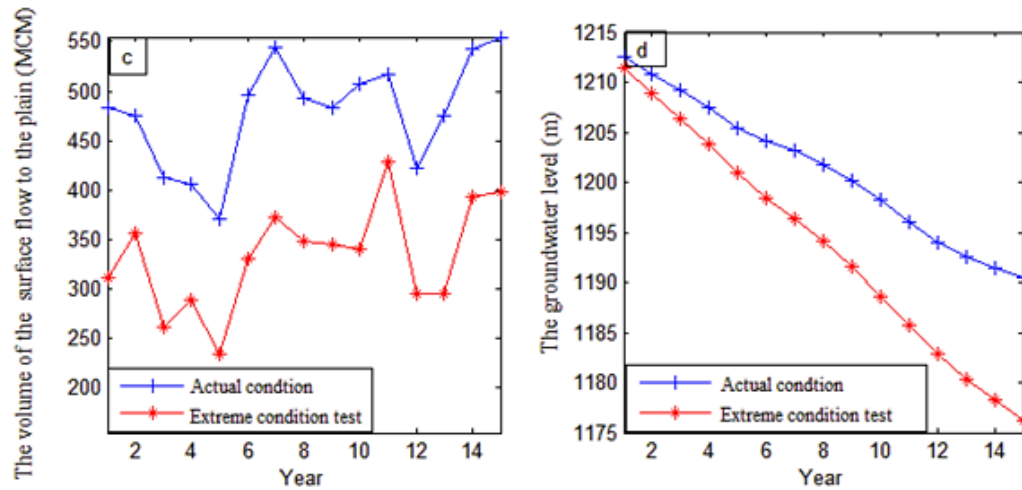 The volume of the surface flow to the plain (MCM)
c
550
500
450
400
350
300
250
200
Actual condtion
Extreme condition test
2 4 6 8 10 12 14
Year
The groundwater level (m)
d
1215
1210
1205
1200
1195
1190
1185
1180
1175
Actual condition
Extreme condition test
2 4 6 8 10 12 14
Year